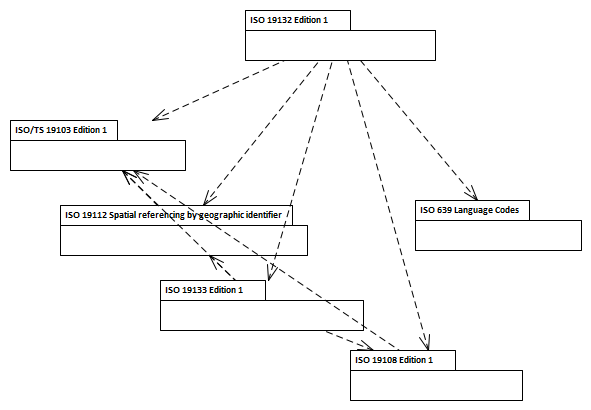 ISO 19132 Edition 1
ISO/TS 19103 Edition 1
ISO 19112 Spatial referencing by geographic identifier
ISO 639 Language Codes
ISO 19133 Edition 1
ISO 19108 Edition 1